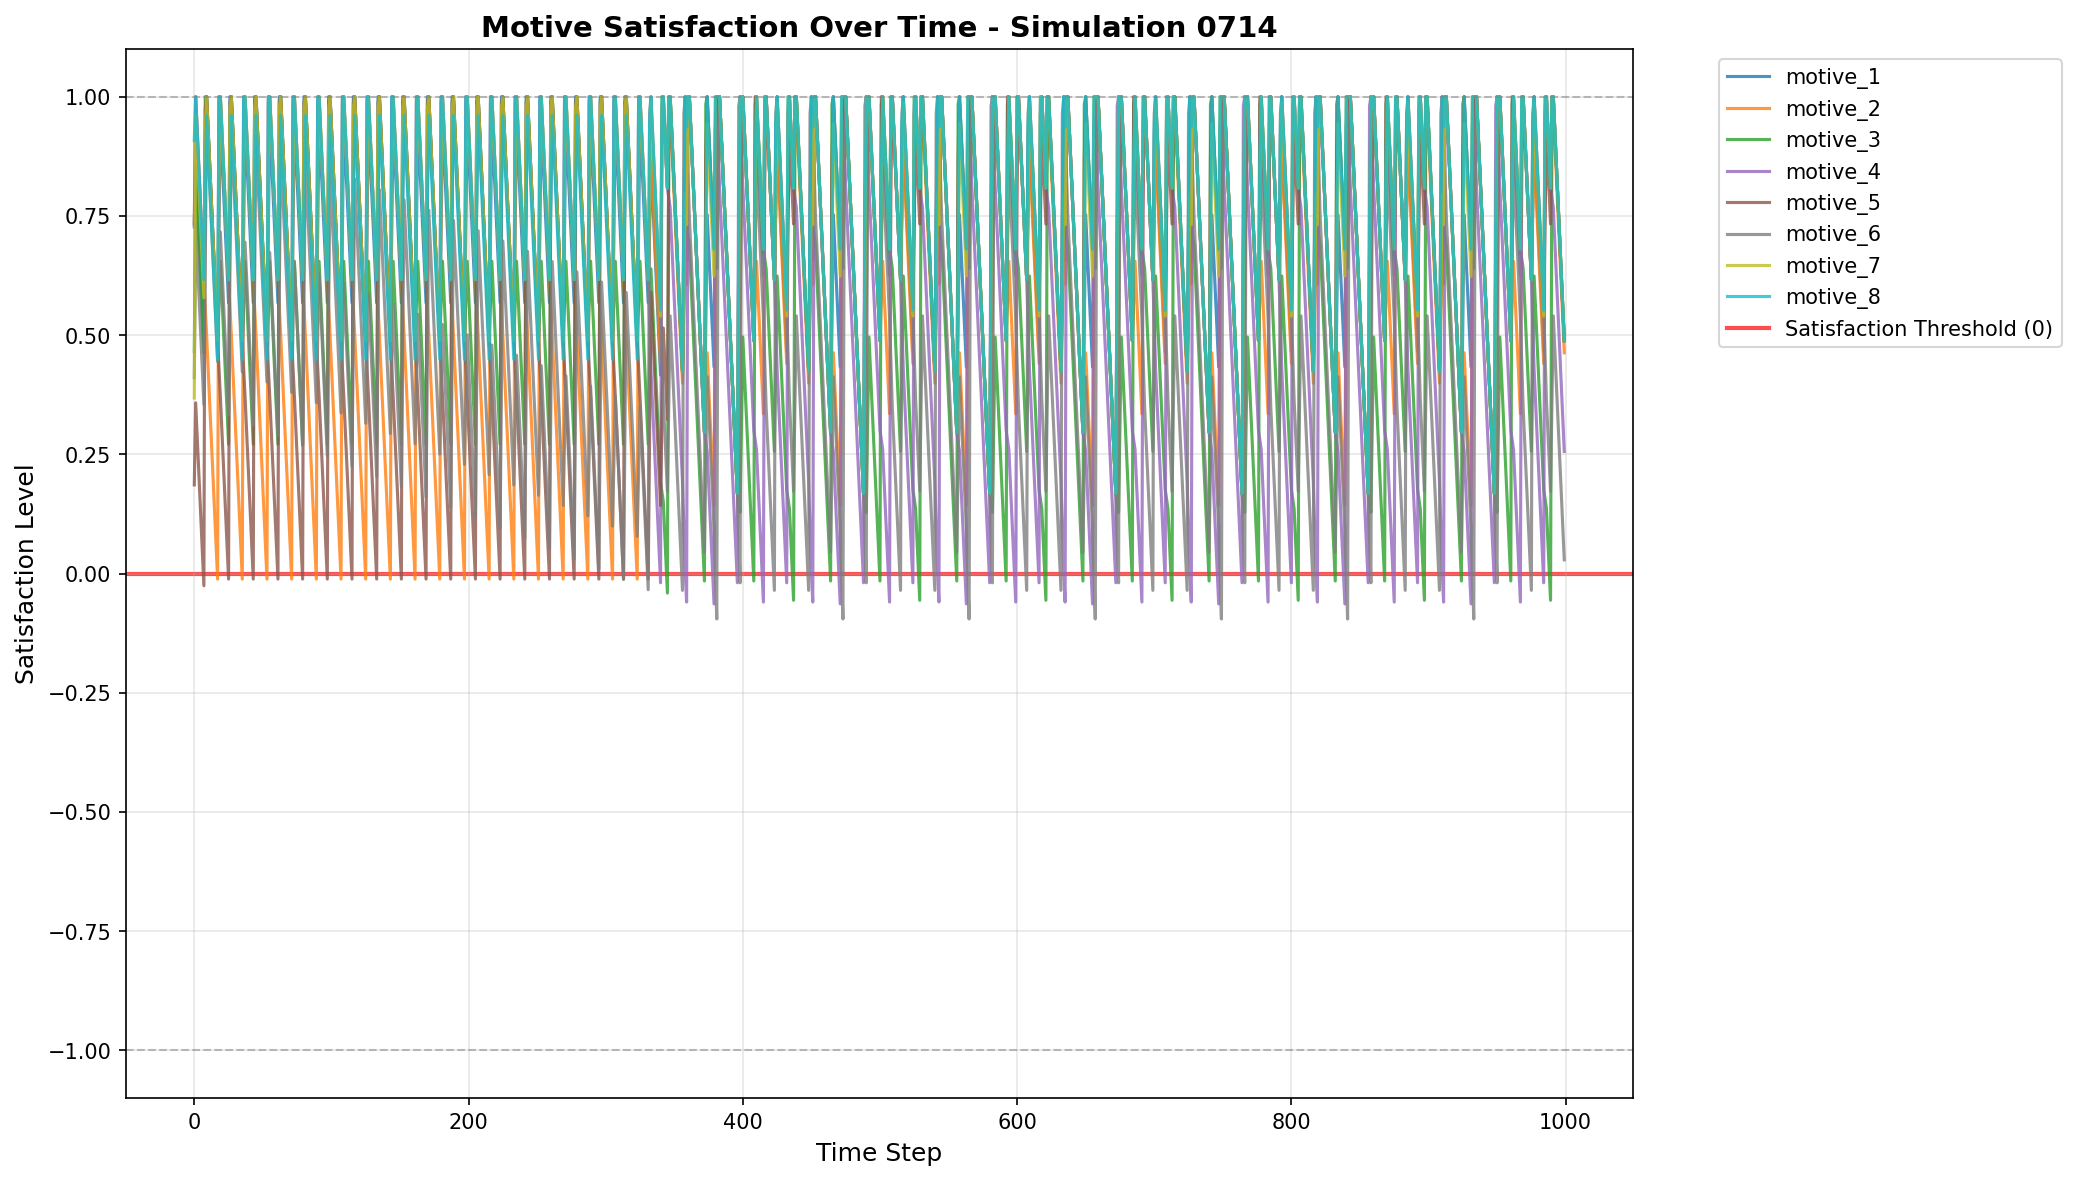 Motive Satisfaction Over Time - Simulation 0714
1.00
0.75
0.50
0.25
0.00
−0.25
−0.50
−0.75
−1.00
Satisfaction Level
0
200
400
600
800
1000
Time Step
motive_1
motive_2
motive_3
motive_4
motive_5
motive_6
motive_7
motive_8
Satisfaction Threshold (0)